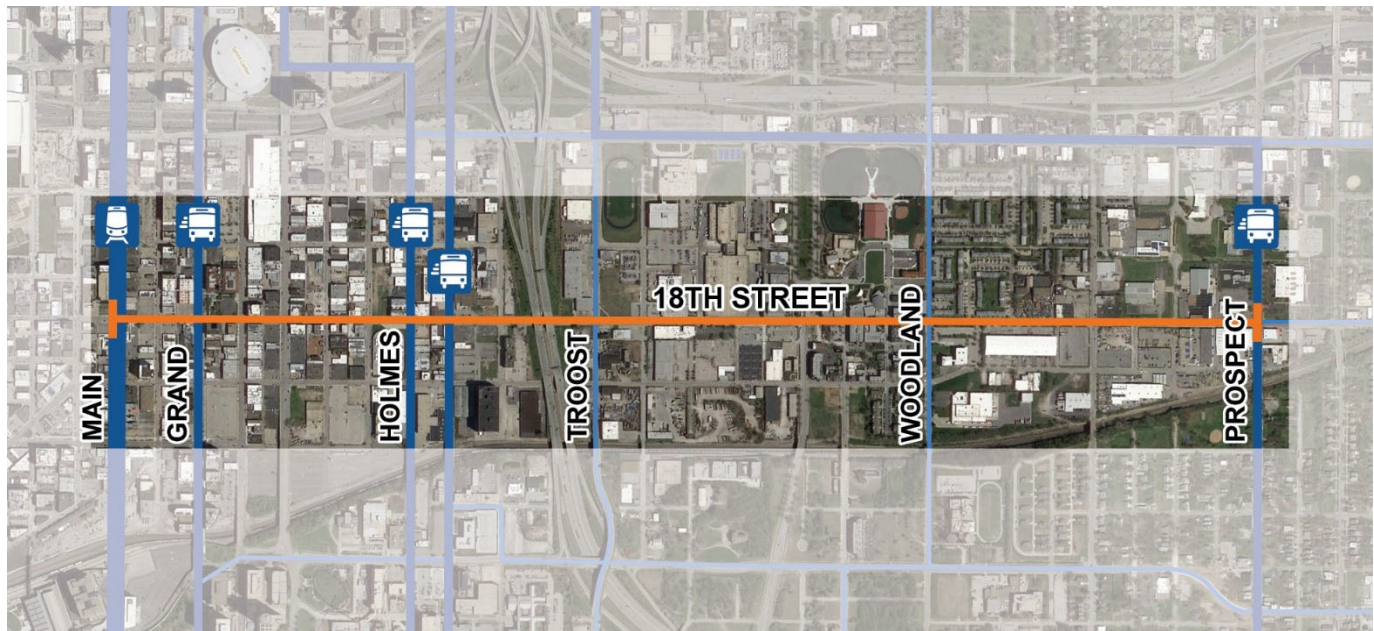 18TH STREET
MAIN
GRAND
HOLMES
TROOST
WOODLAND
PROSPECT